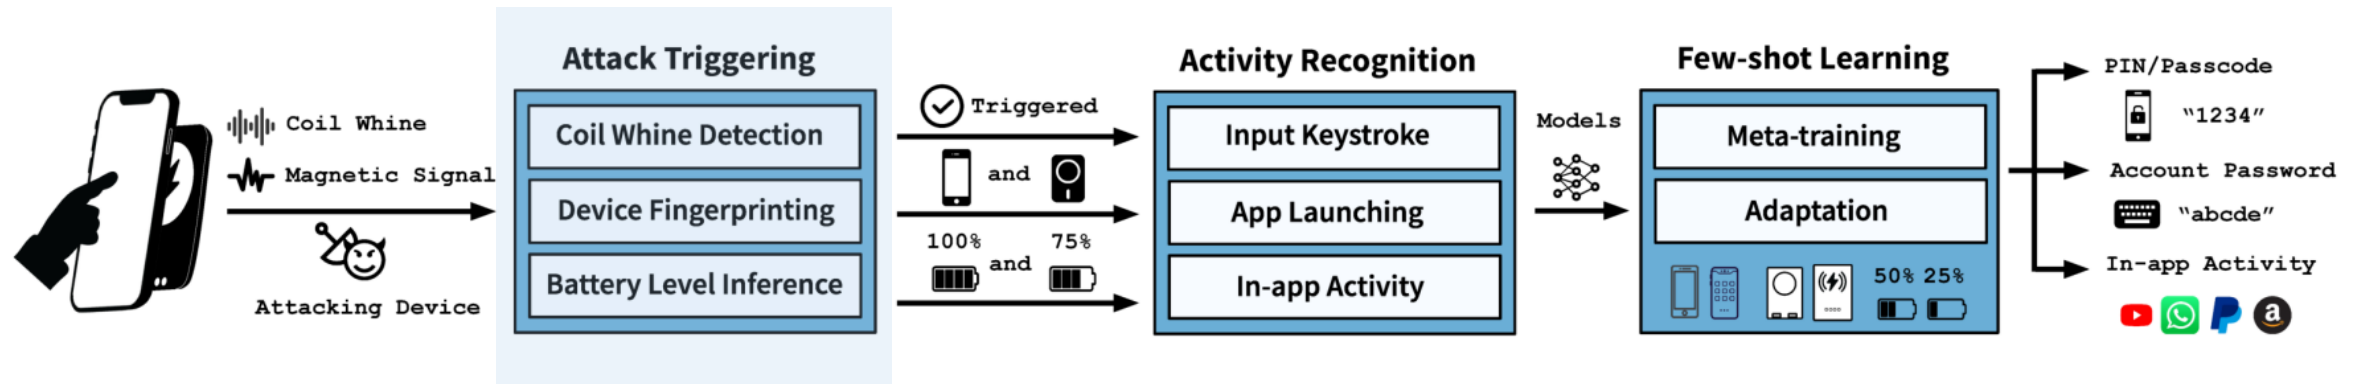 Coil Whine
Magnetic Signal
Attacking Device
Attack Triggering
Coil Whine Detection
Device Fingerprinting
Battery Level Inference
Triggered
and
100% 75%
and
Activity Recognition
Input Keystroke
App Launching
In-app Activity
Models
Few-shot Learning
Meta-training
Adaptation
50% 25%
PIN/Passcode
“1234”
Account Password
“abcde”
In-app Activity
a